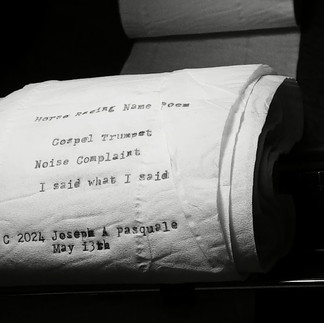 Horse Racing Name Poem
Gospel Trumpet
Noise Complaint
I said what I said
C 2024 Joseph A Pasquale
May 13th